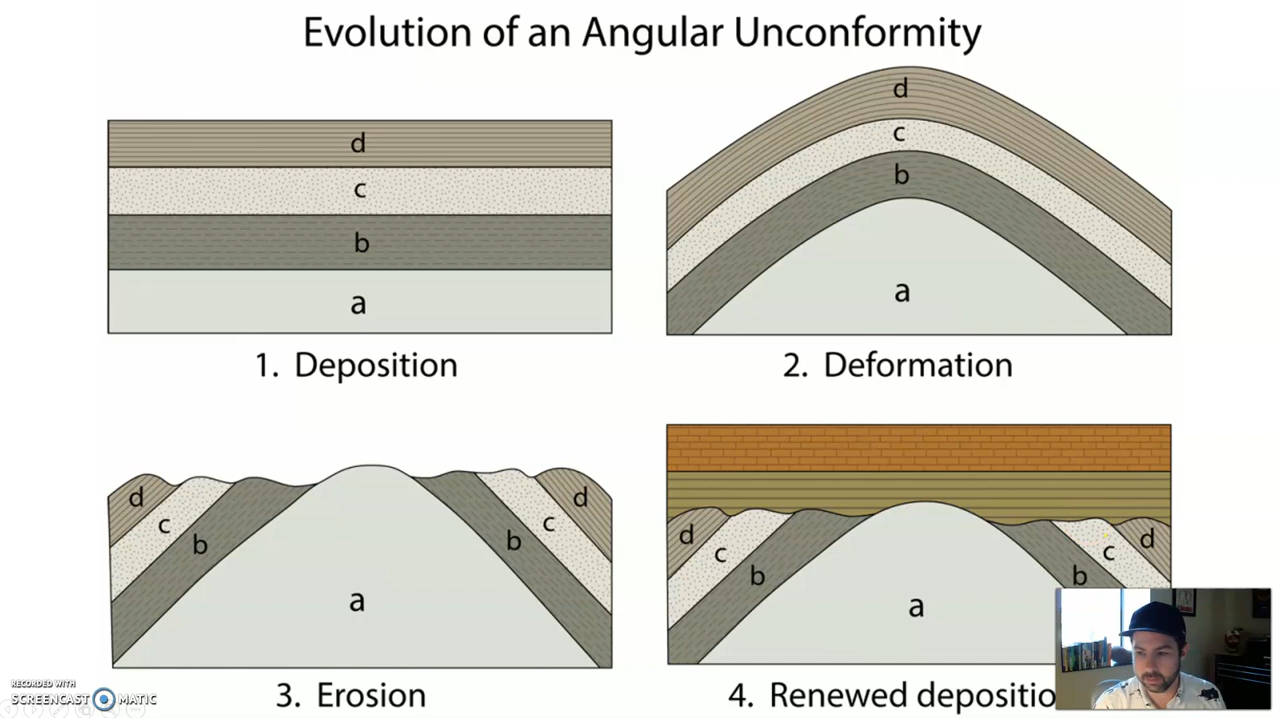 Evolution of an Angular Unconformity
d
c
b
a
1. Deposition
d
c
b
a
2. Deformation
d
c
b
a
b
c
d
3. Erosion
d
c
b
a
b
c
d
4. Renewed depositio
RECORDED WITH
SCREENCAST MATIC